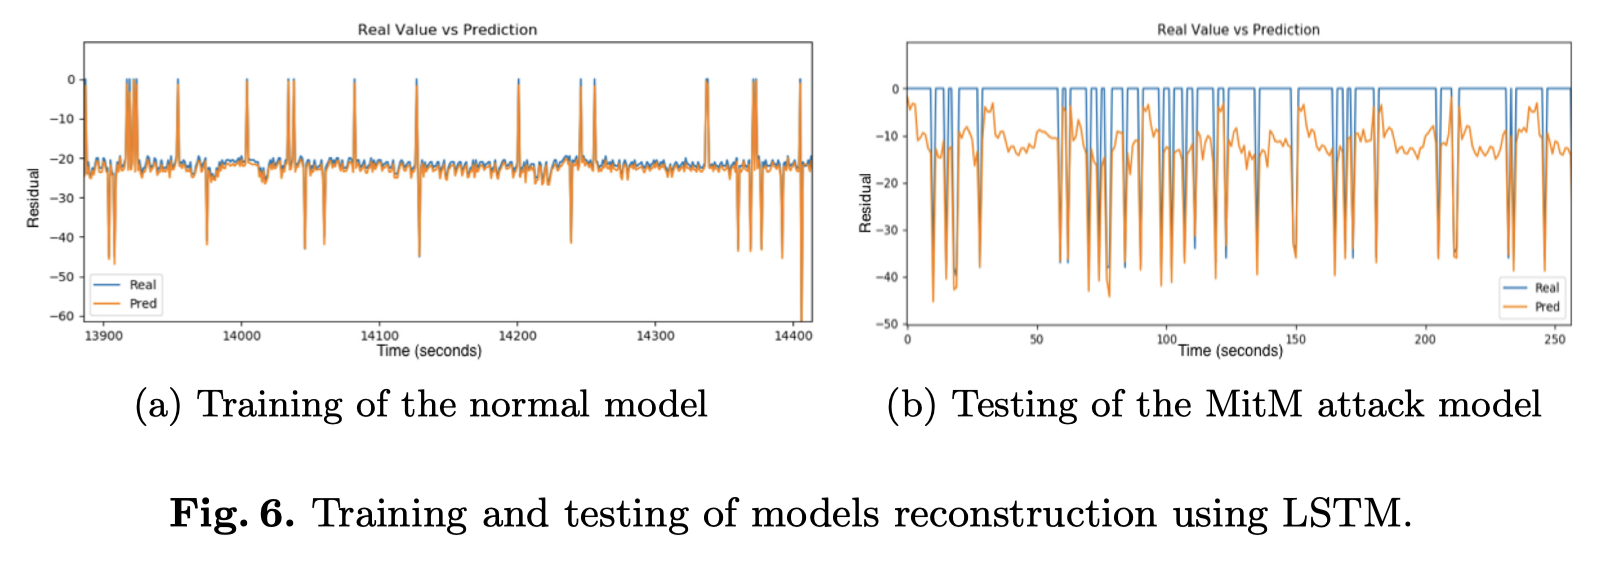 Real Value vs Prediction
0
−10
−20
−30
−40
−50
−60
Residual
Real
Pred
13900
14000
14100
14200
14300
14400
Time (seconds)
(a) Training of the normal model
Real Value vs Prediction
0
−10
−20
−30
−40
−50
Residual
Real
Pred
0
50
100
150
200
250
Time (seconds)
(b) Testing of the MitM attack model
Fig. 6. Training and testing of models reconstruction using LSTM.